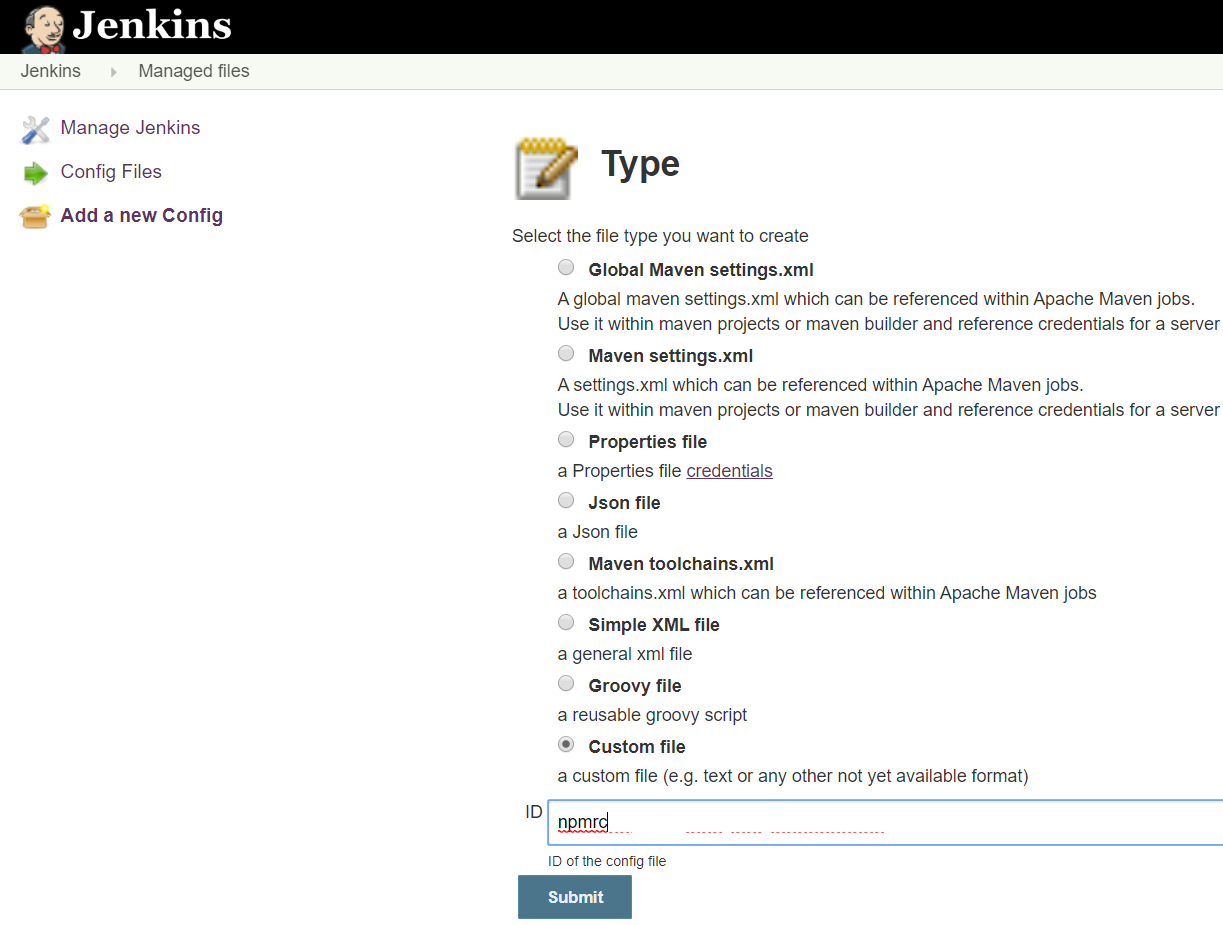 Jenkins
Jenkins Managed files
Manage Jenkins
Config Files
Add a new Config
Type
Select the file type you want to create
Global Maven settings.xml
A global maven settings.xml which can be referenced within Apache Maven jobs.
Use it within maven projects or maven builder and reference credentials for a server
Maven settings.xml
A settings.xml which can be referenced within Apache Maven jobs.
Use it within maven projects or maven builder and reference credentials for a server
Properties file
a Properties file credentials
Json file
a Json file
Maven toolchains.xml
a toolchains.xml which can be referenced within Apache Maven jobs
Simple XML file
a general xml file
Groovy file
a reusable groovy script
Custom file
a custom file (e.g. text or any other not yet available format)
ID npmrc
ID of the config file
Submit